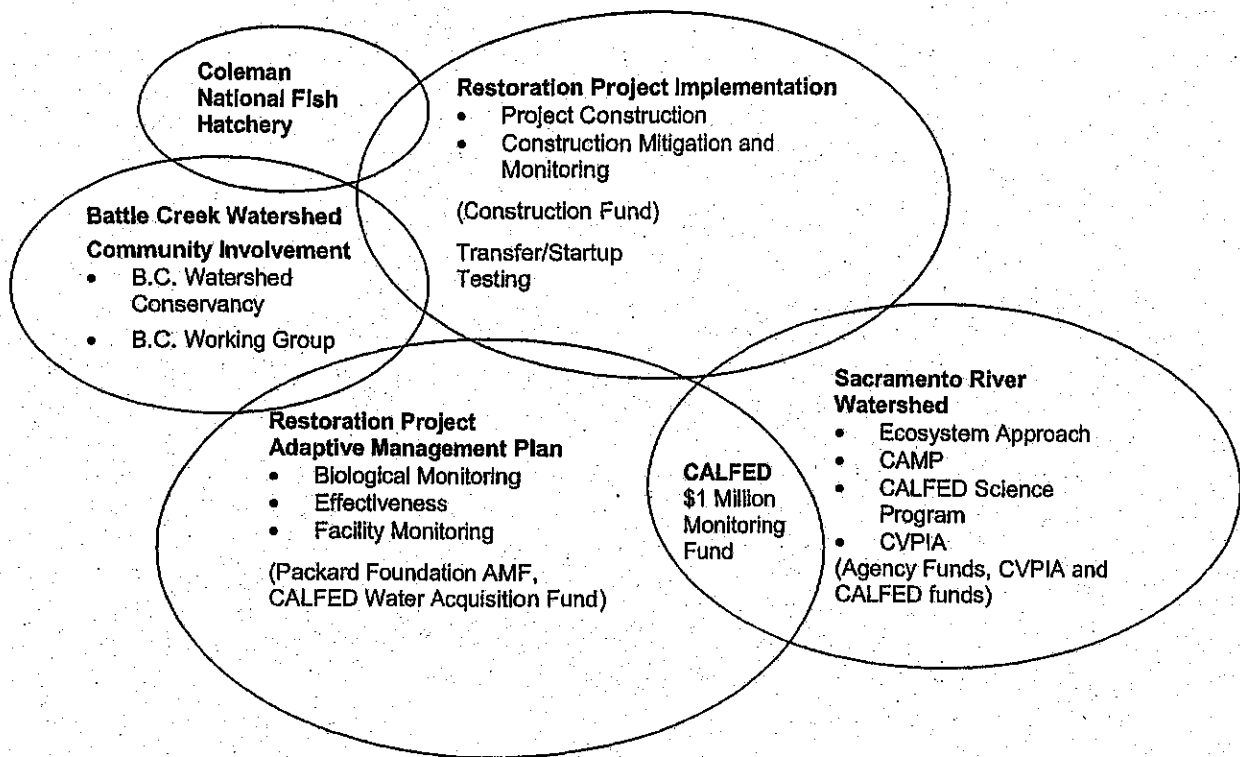 Coleman
National Fish
Hatchery
Restoration Project Implementation
• Project Construction
• Construction Mitigation and
Monitoring
(Construction Fund)
Transfer/Startup
Testing
Battle Creek Watershed
Community Involvement
• B.C. Watershed
Conservancy
• B.C. Working Group
Restoration Project
Adaptive Management Plan
• Biological Monitoring
• Effectiveness
• Facility Monitoring
(Packard Foundation AMF,
CALFED Water Acquisition Fund)
CALFED
$1 Million
Monitoring
Fund
Sacramento River
Watershed
• Ecosystem Approach
• CAMP
• CALFED Science
Program
• CVPIA
(Agency Funds, CVPIA and
CALFED funds)